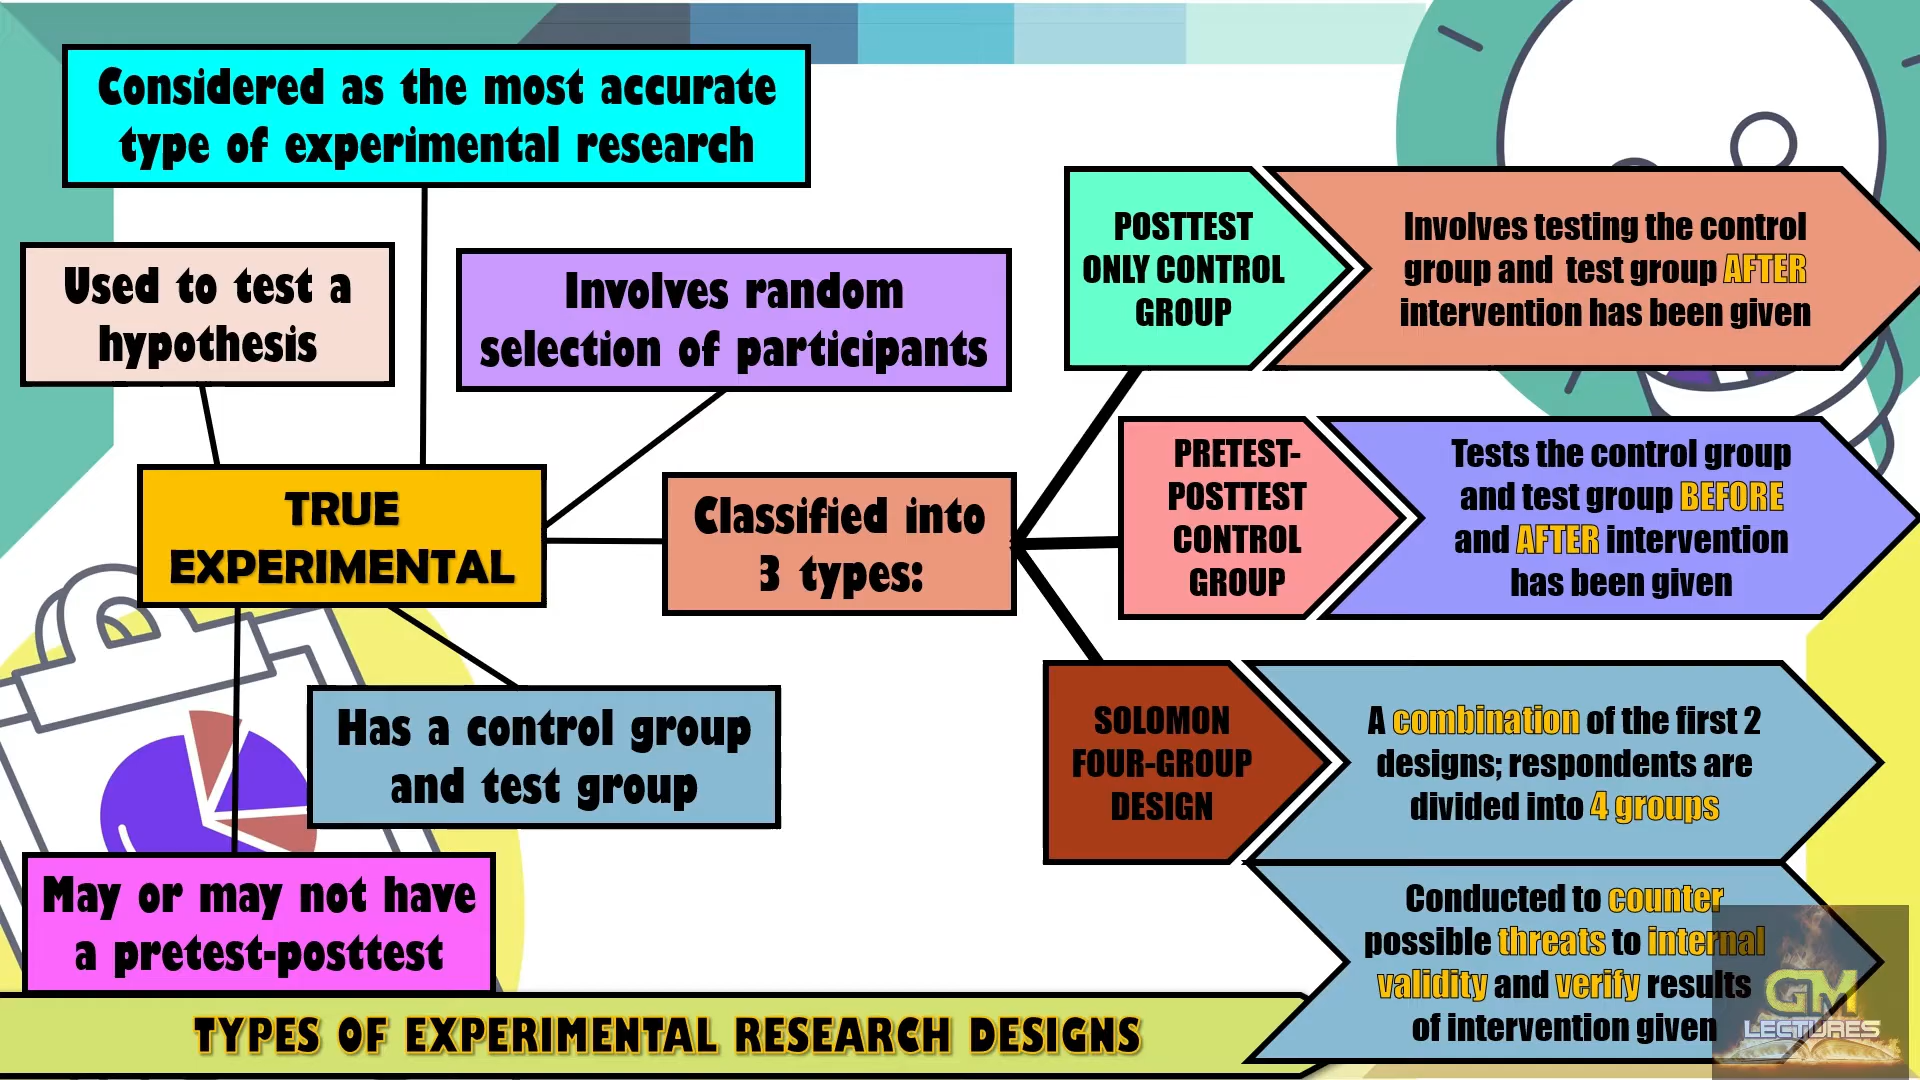 Considered as the most accurate
type of experimental research
Used to test a
hypothesis
Involves random
selection of participants
TRUE
EXPERIMENTAL
Classified into
3 types:
Has a control group
and test group
May or may not have
a pretest-posttest
POSTTEST
ONLY CONTROL
GROUP
Involves testing the control
group and test group AFTER
intervention has been given
PRETEST-
POSTTEST
CONTROL
GROUP
Tests the control group
and test group BEFORE
and AFTER intervention
has been given
SOLOMON
FOUR-GROUP
DESIGN
A combination of the first 2
designs; respondents are
divided into 4 groups
Conducted to counter
possible threats to internal
validity and verify results
of intervention given
TYPES OF EXPERIMENTAL RESEARCH DESIGNS
GM
LECTURES